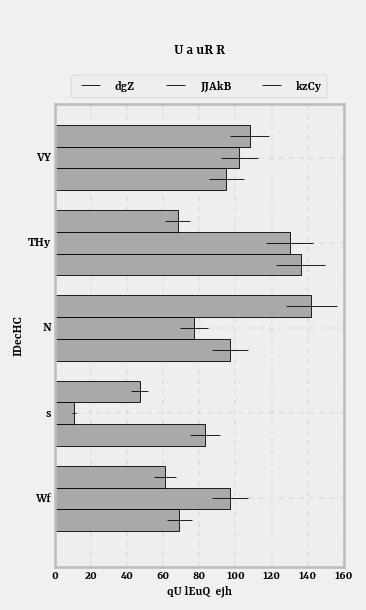 U a uR R
dgZ JJAkB kzCy
VY
THy
N
s
Wf
IDecHC
0 20 40 60 80 100 120 140 160
qU lEuQ ejh